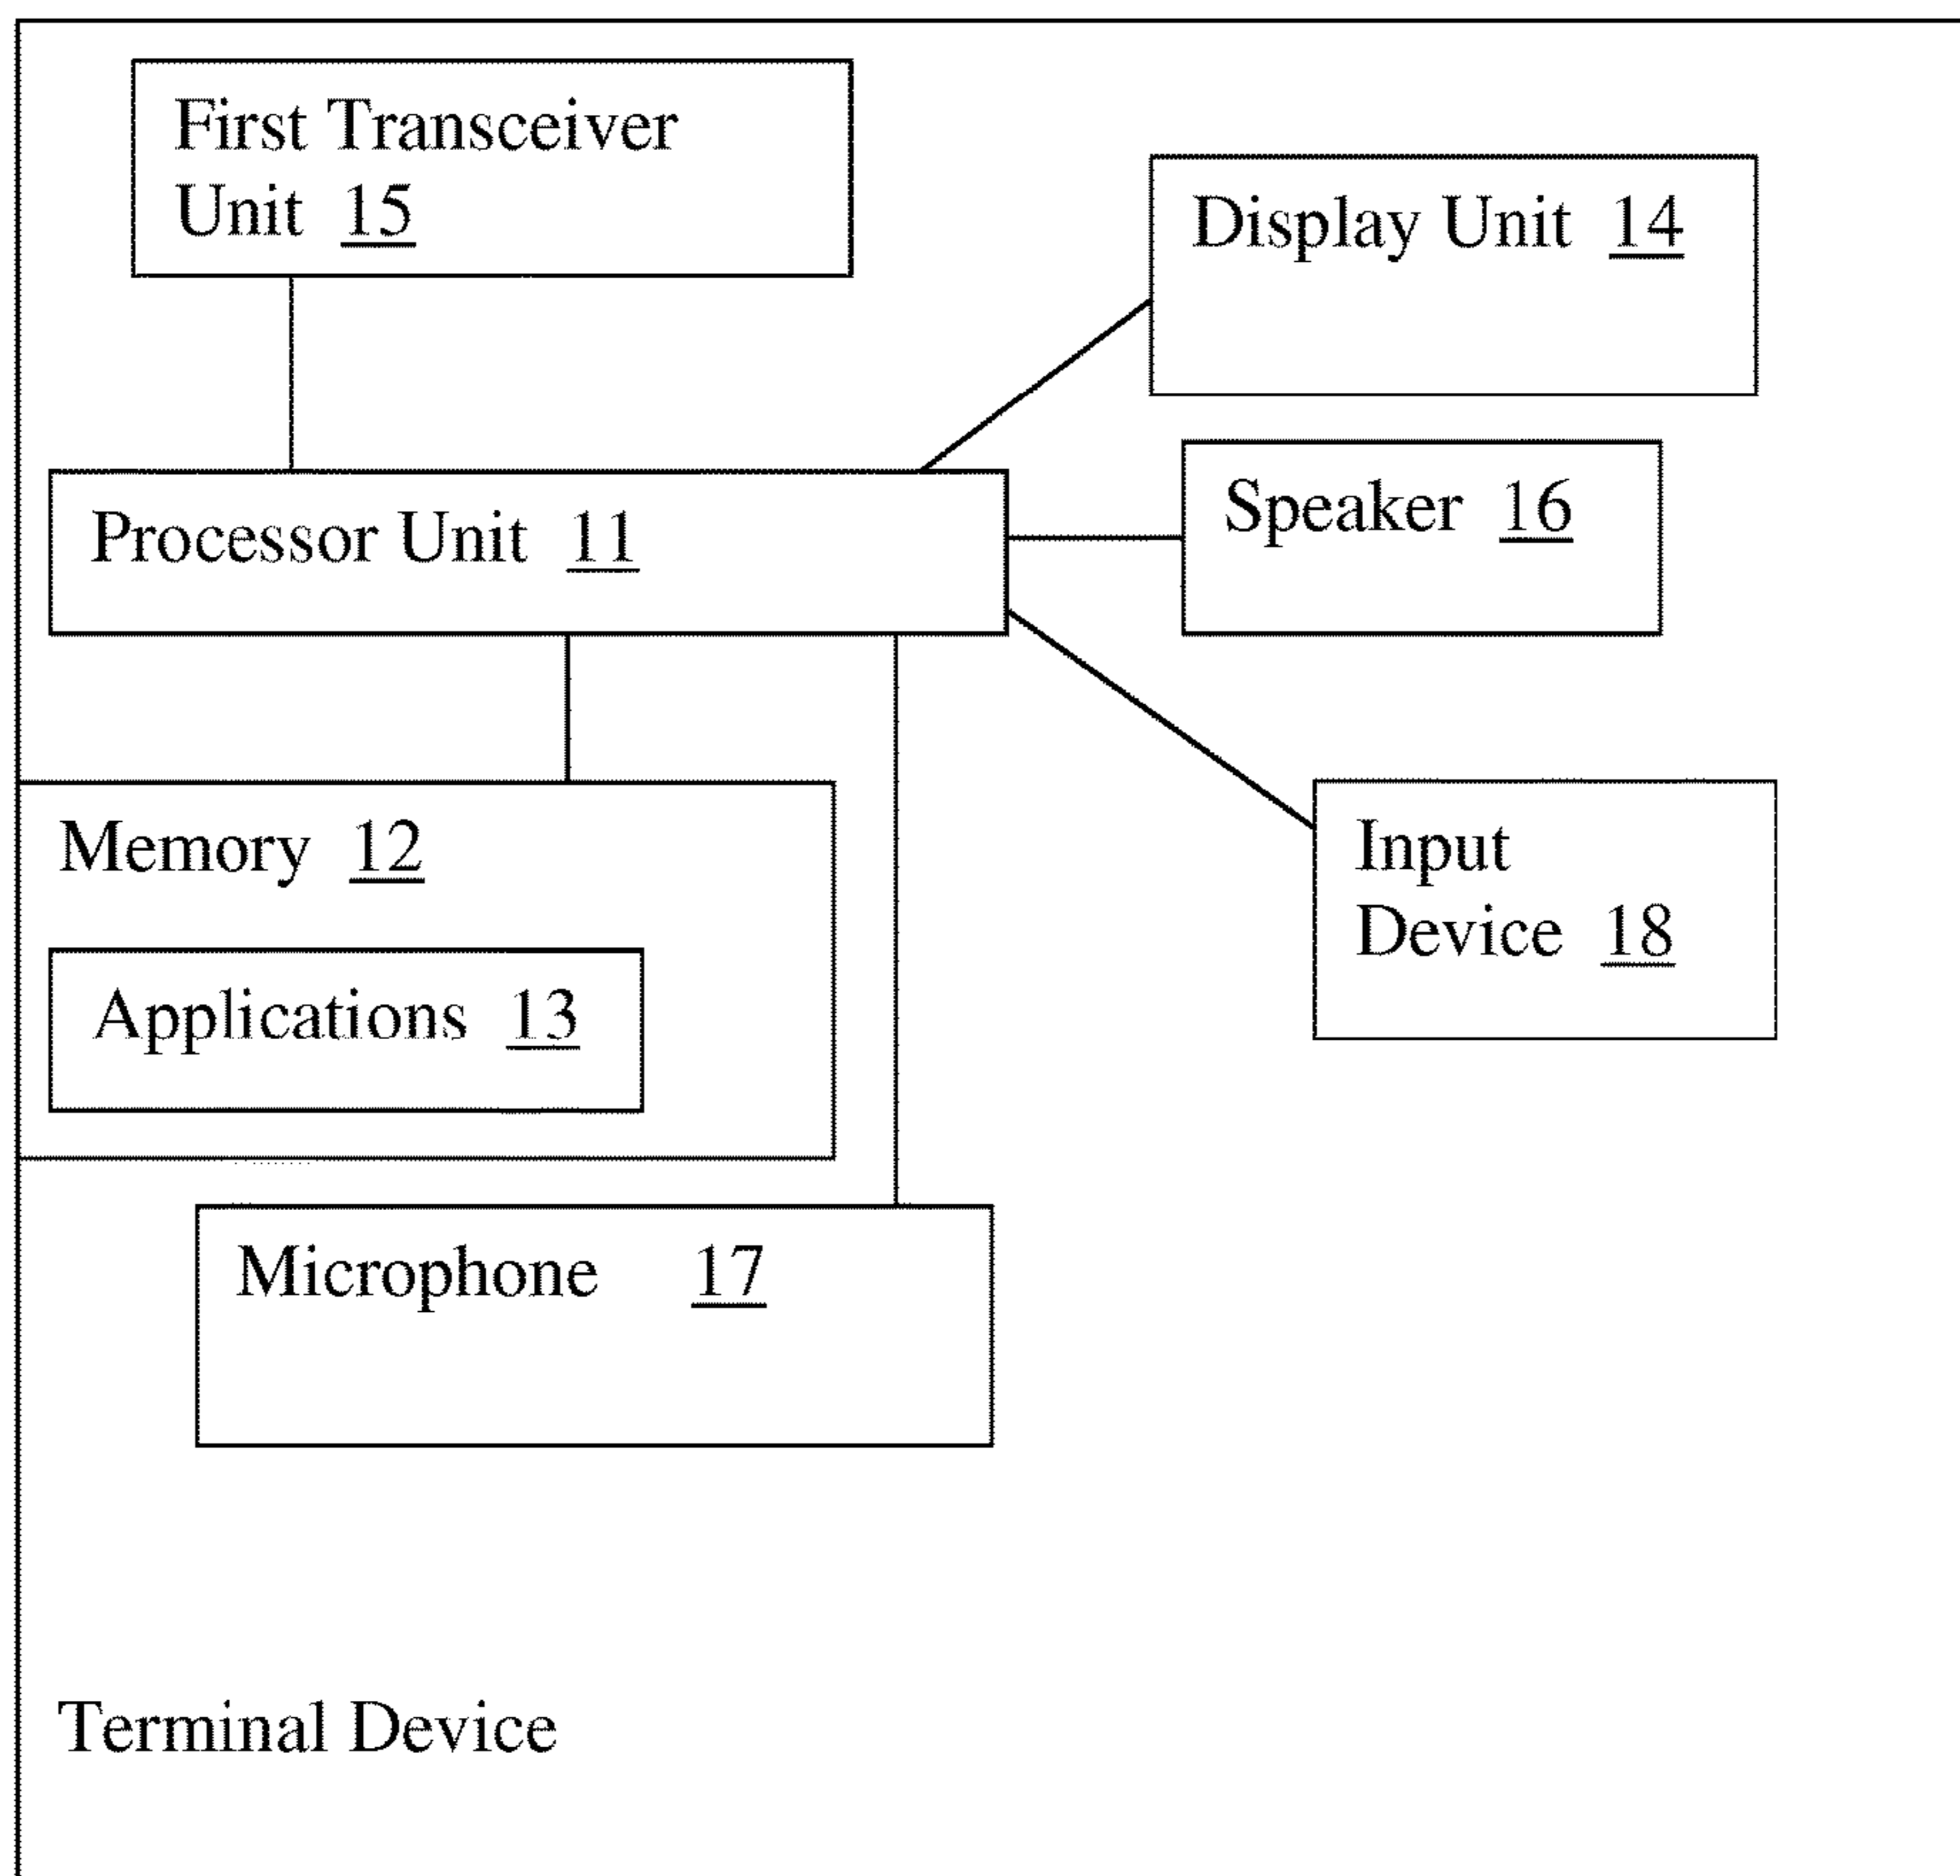 First Transceiver
Unit 15
Display Unit 14
Processor Unit 11
Speaker 16
Memory 12
Input
Device 18
Applications 13
Microphone 17
Terminal Device